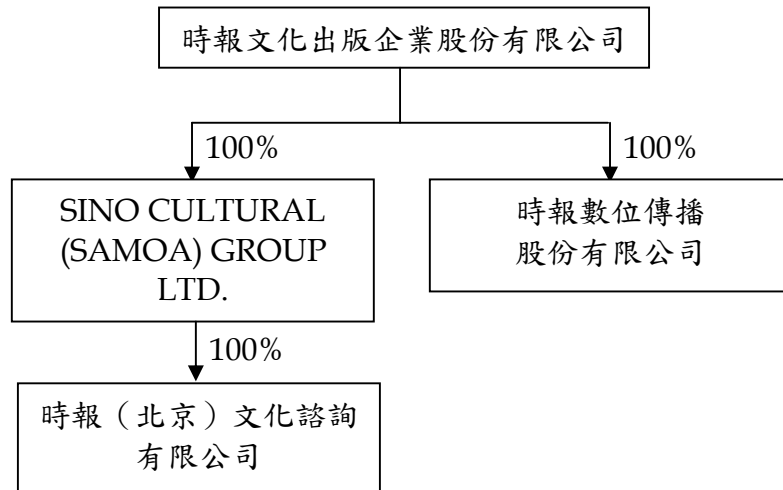 時報文化出版企業股份有限公司
100%
100%
SINO CULTURAL
(SAMOA) GROUP
LTD.
時報數位傳播
股份有限公司
100%
時報（北京）文化諮詢
有限公司